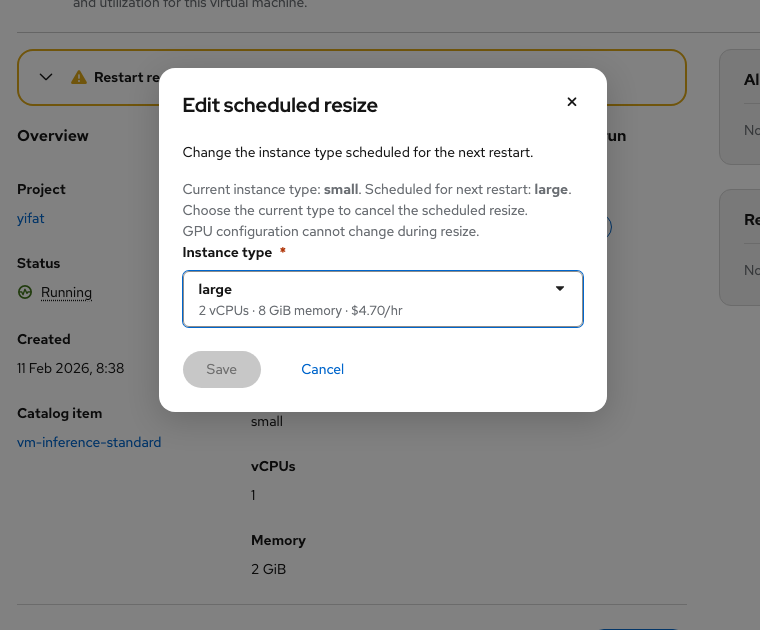 and utilization for this virtual machine.
Restart re
Al
No
Edit scheduled resize
Change the instance type scheduled for the next restart.
Current instance type: small. Scheduled for next restart: large.
Choose the current type to cancel the scheduled resize.
GPU configuration cannot change during resize.
Instance type *
large
2 vCPUs · 8 GiB memory · $4.70/hr
Save
Cancel
Overview
un
Project
yifat
Status
Running
Created
11 Feb 2026, 8:38
Catalog item
vm-inference-standard
small
vCPUs
1
Memory
2 GiB
Re
No